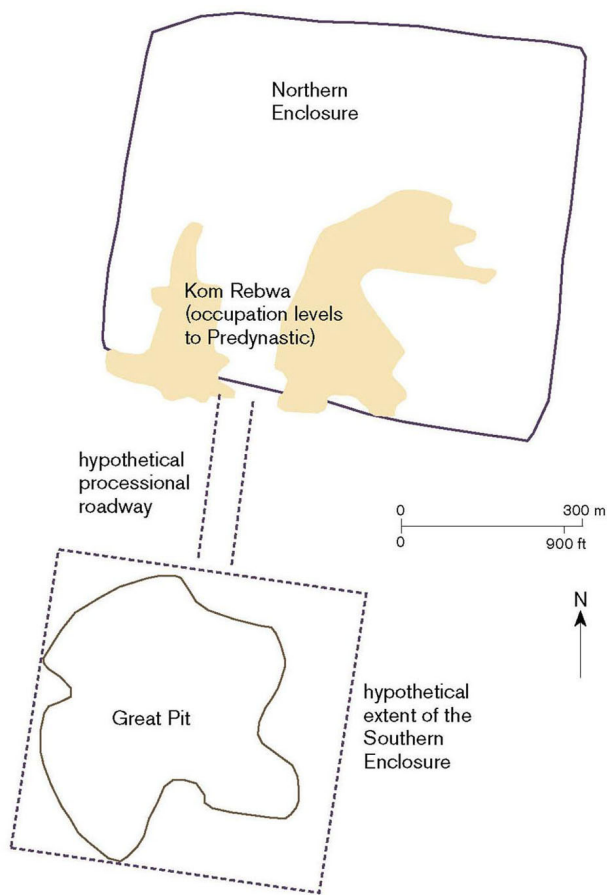 Northern
Enclosure
Kom Rebwa
(occupation levels
to Predynastic)
hypothetical
processional
roadway
0 300 m
0 900 ft
N
Great Pit
hypothetical
extent of the
Southern
Enclosure